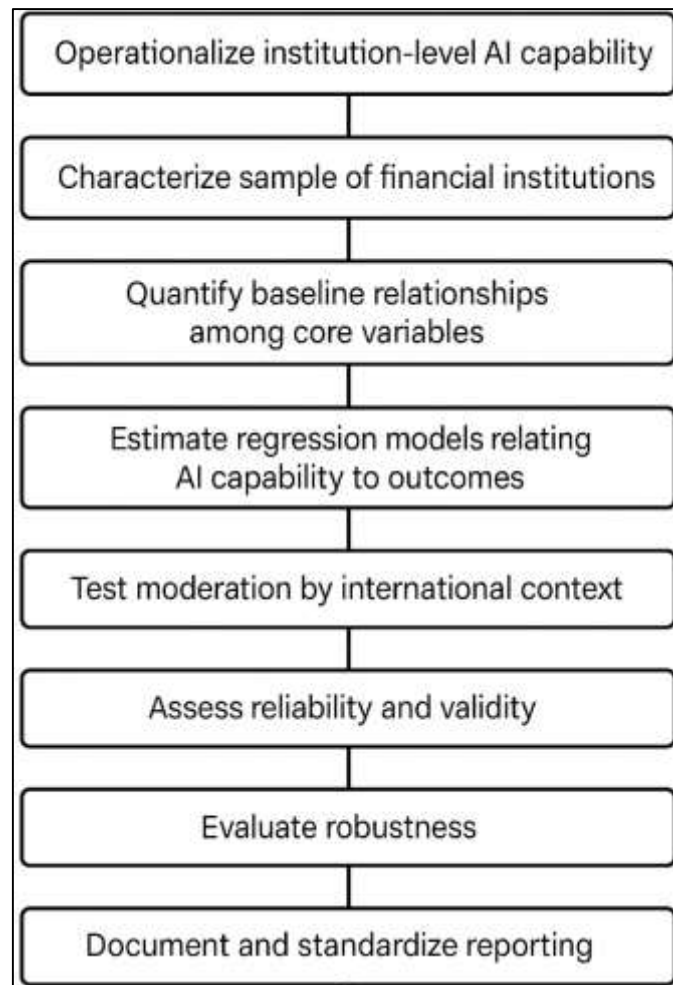 Operationalize institution-level AI capability
Characterize sample of financial institutions
Quantify baseline relationships
among core variables
Estimate regression models relating
AI capability to outcomes
Test moderation by international context
Assess reliability and validity
Evaluate robustness
Document and standardize reporting